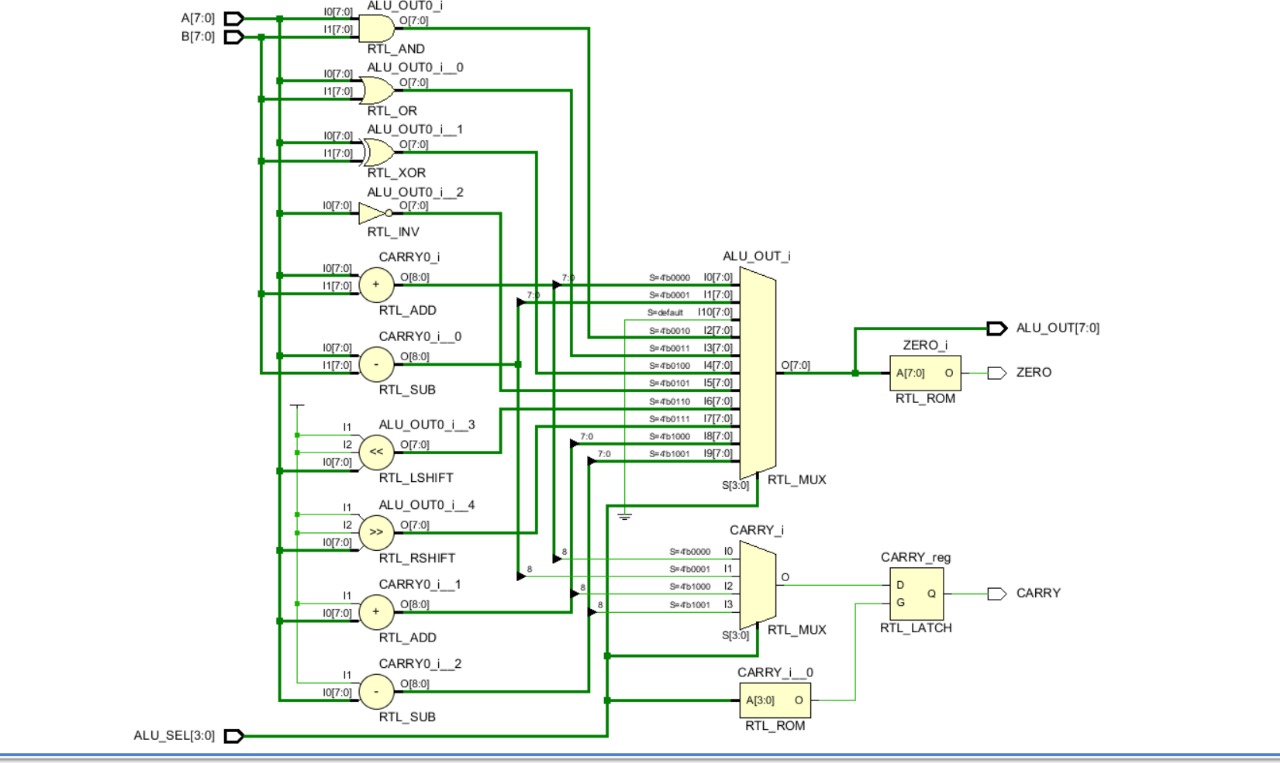 A[7:0]
B[7:0]
ALU_OUT0_i
I0[7:0]
I1[7:0]
O[7:0]
RTL_AND
ALU_OUT0_i__0
I0[7:0]
I1[7:0]
O[7:0]
RTL_OR
ALU_OUT0_i__1
I0[7:0]
I1[7:0]
O[7:0]
RTL_XOR
ALU_OUT0_i__2
I0[7:0]
O[7:0]
RTL_INV
CARRY0_i
I0[7:0]
I1[7:0]
+
O[8:0]
RTL_ADD
CARRY0_i__0
I0[7:0]
I1[7:0]
-
O[8:0]
RTL_SUB
ALU_OUT0_i__3
I1
I2
I0[7:0]
<<
O[7:0]
RTL_LSHIFT
ALU_OUT0_i__4
I1
I2
I0[7:0]
>>
O[7:0]
RTL_RSHIFT
CARRY0_i__1
I1
I0[7:0]
+
O[8:0]
RTL_ADD
CARRY0_i__2
I1
I0[7:0]
-
O[8:0]
RTL_SUB
ALU_SEL[3:0]
7:0
7:0
7:0
7:0
ALU_OUT_i
S=4'b0000 I0[7:0]
S=4'b0001 I1[7:0]
S=default I10[7:0]
S=4'b0010 I2[7:0]
S=4'b0011 I3[7:0]
S=4'b0100 I4[7:0]
S=4'b0101 I5[7:0]
S=4'b0110 I6[7:0]
S=4'b0111 I7[7:0]
S=4'b1000 I8[7:0]
S=4'b1001 I9[7:0]
S[3:0]
O[7:0]
RTL_MUX
8
8
8
8
CARRY_i
S=4'b0000 I0
S=4'b0001 I1
S=4'b1000 I2
S=4'b1001 I3
S[3:0]
O
RTL_MUX
CARRY_i__0
A[3:0] O
RTL_ROM
ALU_OUT[7:0]
ZERO_i
A[7:0] O
RTL_ROM
ZERO
CARRY_reg
D
G
Q
RTL_LATCH
CARRY